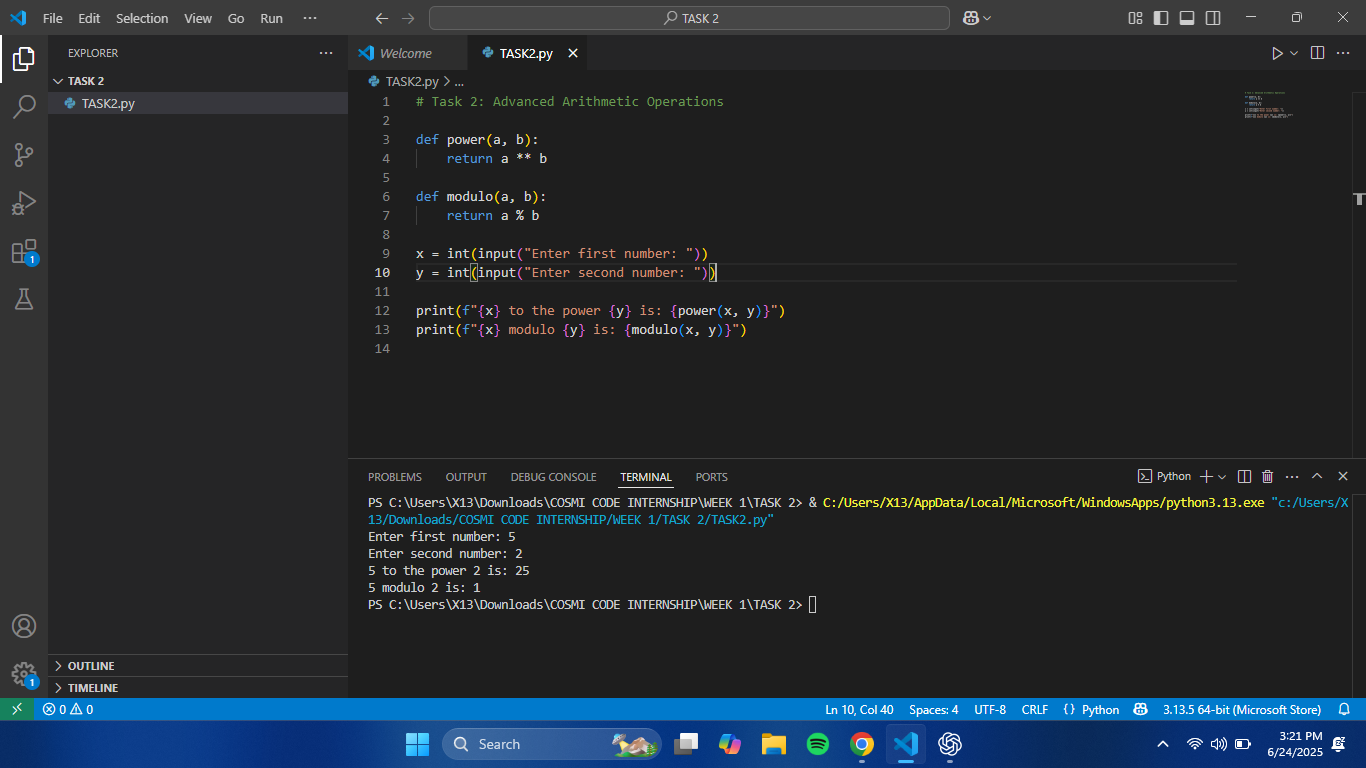 File Edit Selection View Go Run ···
TASK 2
EXPLORER ···
Welcome
TASK2.py
TASK 2
TASK2.py
TASK2.py > ...
1 # Task 2: Advanced Arithmetic Operations
2
3 def power(a, b):
4     return a ** b
5
6 def modulo(a, b):
7     return a % b
8
9 x = int(input("Enter first number: "))
10 y = int(input("Enter second number: "))
11
12 print(f"{x} to the power {y} is: {power(x, y)}")
13 print(f"{x} modulo {y} is: {modulo(x, y)}")
14
1
PROBLEMS OUTPUT DEBUG CONSOLE TERMINAL PORTS
Python
PS C:\Users\X13\Downloads\COSMI CODE INTERNSHIP\WEEK 1\TASK 2> & C:/Users/X13/AppData/Local/Microsoft/WindowsApps/python3.13.exe "c:/Users/X
13/Downloads/COSMI CODE INTERNSHIP/WEEK 1/TASK 2/TASK2.py"
Enter first number: 5
Enter second number: 2
5 to the power 2 is: 25
5 modulo 2 is: 1
PS C:\Users\X13\Downloads\COSMI CODE INTERNSHIP\WEEK 1\TASK 2>
OUTLINE
TIMELINE
1
0 0
Ln 10, Col 40 Spaces: 4 UTF-8 CRLF {} Python 3.13.5 64-bit (Microsoft Store)
Search
3:21 PM
6/24/2025